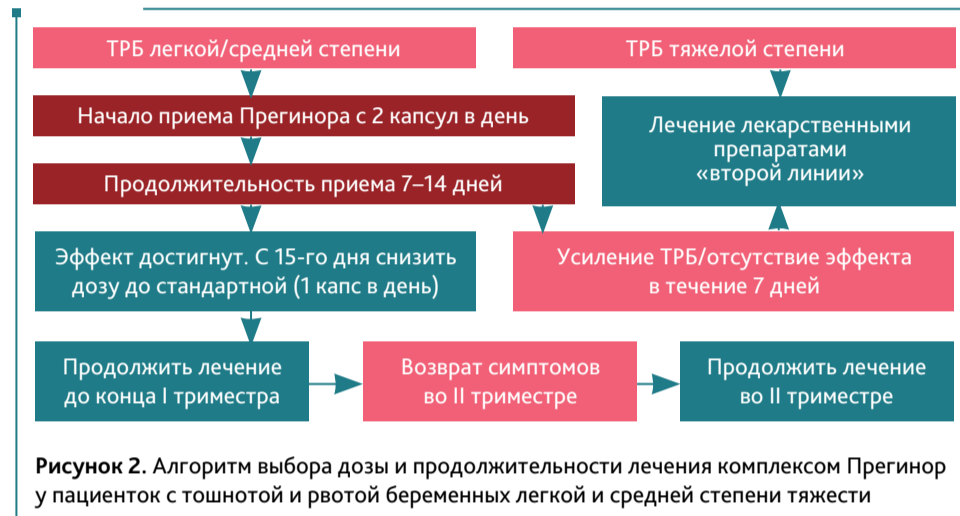 ТРБ легкой/средней степени
ТРБ тяжелой степени
Начало приема Прегинора с 2 капсул в день
Лечение лекарственными
препаратами
«второй линии»
Продолжительность приема 7–14 дней
Эффект достигнут. С 15-го дня снизить
дозу до стандартной (1 капс в день)
Усиление ТРБ/отсутствие эффекта
в течение 7 дней
Продолжить лечение
до конца I триместра
Возврат симптомов
во II триместре
Продолжить лечение
во II триместре
Рисунок 2. Алгоритм выбора дозы и продолжительности лечения комплексом Прегинор
у пациенток с тошнотой и рвотой беременных легкой и средней степени тяжести